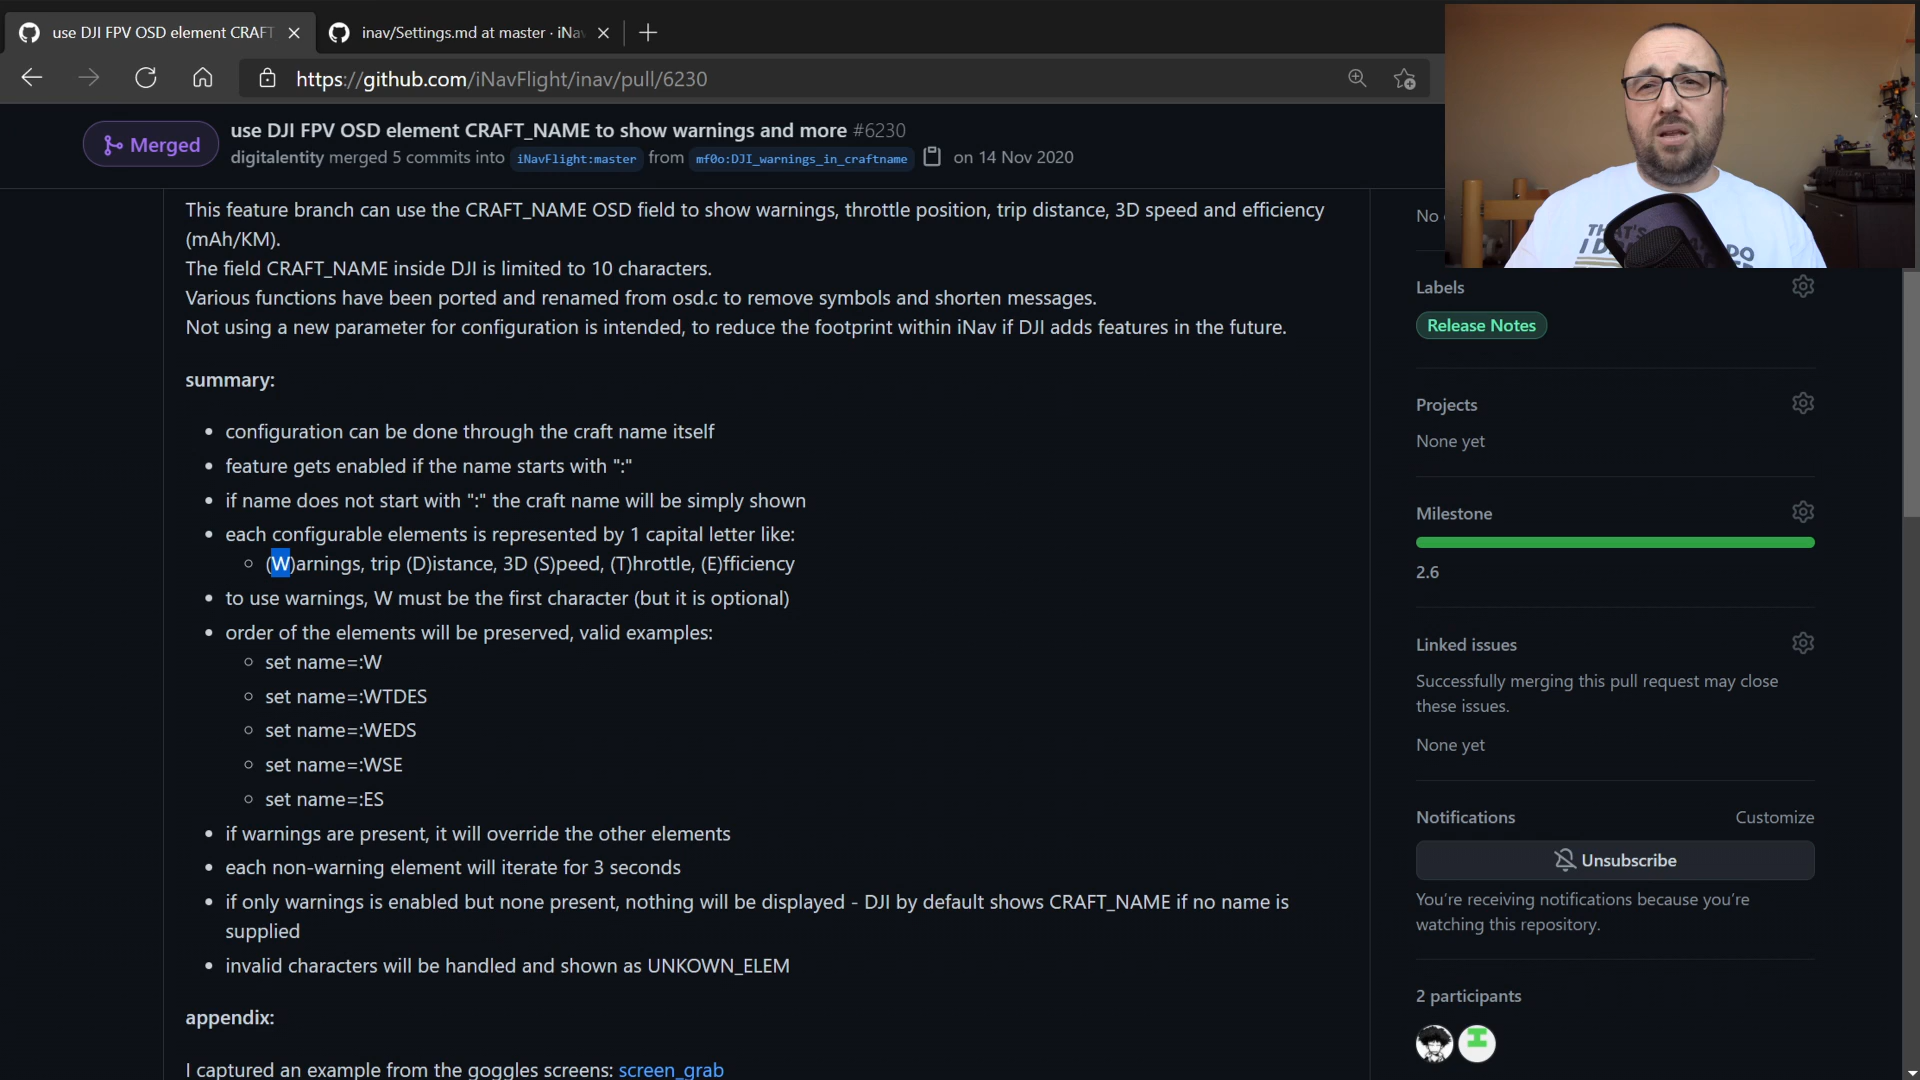 use DJI FPV OSD element CRAFT
inav/Settings.md at master · iNa
https://github.com/iNavFlight/inav/pull/6230
Merged
use DJI FPV OSD element CRAFT_NAME to show warnings and more #6230
digitalentity merged 5 commits into iNavFlight:master from mf0o:DJI_warnings_in_craftname on 14 Nov 2020
This feature branch can use the CRAFT_NAME OSD field to show warnings, throttle position, trip distance, 3D speed and efficiency
(mAh/KM).
The field CRAFT_NAME inside DJI is limited to 10 characters.
Various functions have been ported and renamed from osd.c to remove symbols and shorten messages.
Not using a new parameter for configuration is intended, to reduce the footprint within iNav if DJI adds features in the future.
summary:
configuration can be done through the craft name itself
feature gets enabled if the name starts with ":"
if name does not start with ":" the craft name will be simply shown
each configurable elements is represented by 1 capital letter like:
(W)arnings, trip (D)istance, 3D (S)peed, (T)hrottle, (E)fficiency
to use warnings, W must be the first character (but it is optional)
order of the elements will be preserved, valid examples:
set name=:W
set name=:WTDES
set name=:WEDS
set name=:WSE
set name=:ES
if warnings are present, it will override the other elements
each non-warning element will iterate for 3 seconds
if only warnings is enabled but none present, nothing will be displayed - DJI by default shows CRAFT_NAME if no name is
supplied
invalid characters will be handled and shown as UNKOWN_ELEM
appendix:
I captured an example from the goggles screens: screen_grab
No
Labels
Release Notes
Projects
None yet
Milestone
2.6
Linked issues
Successfully merging this pull request may close
these issues.
None yet
Notifications
Customize
Unsubscribe
You're receiving notifications because you're
watching this repository.
2 participants
THAT'S
I D
DO